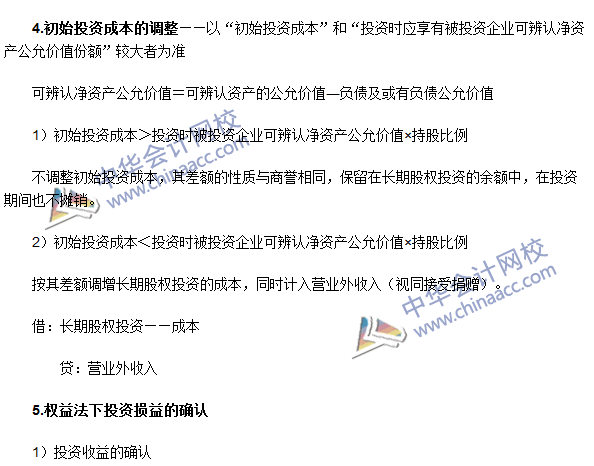 4.初始投资成本的调整——以“初始投资成本”和“投资时应享有被投资企业可辨认净资
产公允价值份额”较大者为准
可辨认净资产公允价值＝可辨认资产的公允价值—负债及或有负债公允价值
1）初始投资成本＞投资时被投资企业可辨认净资产公允价值×持股比例
不调整初始投资成本，其差额的性质与商誉相同，保留在长期股权投资的余额中，在投资
期间也不摊销。
中华会计网校
www.chinaacc.com
2）初始投资成本＜投资时被投资企业可辨认净资产公允价值×持股比例
按其差额调增长期股权投资的成本，同时计入营业外收入（视同接受捐赠）。
中华会计网校
www.chinaacc.com
借：长期股权投资——成本
贷：营业外收入
5.权益法下投资损益的确认
1）投资收益的确认